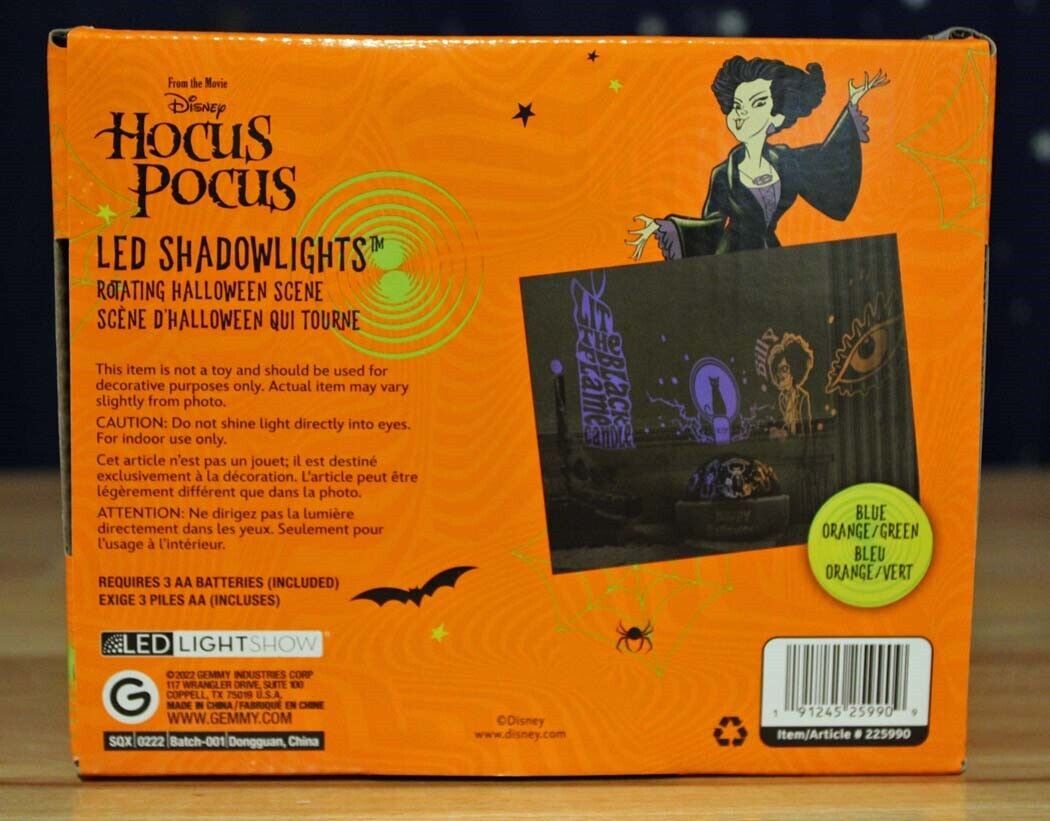 From the Movie
Disney
HOCUS
POCUS
LED SHADOWLIGHTS™
ROTATING HALLOWEEN SCENE
SCÈNE D'HALLOWEEN QUI TOURNE
This item is not a toy and should be used for
decorative purposes only. Actual item may vary
slightly from photo.
CAUTION: Do not shine light directly into eyes.
For indoor use only.
Cet article n'est pas un jouet; il est destiné
exclusivement à la décoration. L'article peut être
légèrement différent que dans la photo.
ATTENTION: Ne dirigez pas la lumière
directement dans les yeux. Seulement pour
l'usage à l'intérieur.
REQUIRES 3 AA BATTERIES (INCLUDED)
EXIGE 3 PILES AA (INCLUSES)
LED LIGHTSHOW®
G
©2022 GEMMY INDUSTRIES CORP
117 WRANGLER DRIVE, SUITE 100
COPPELL, TX 75019 U.S.A.
MADE IN CHINA / FABRIQUÉ EN CHINE
WWW.GEMMY.COM
SQX 0222 Batch-001 Dongguan, China
©Disney
www.disney.com
LIT THE BLACK
FLAME
CANDLE
Billy
BLUE
ORANGE/GREEN
BLEU
ORANGE/VERT
1 91245 25990 9
Item/Article # 225990